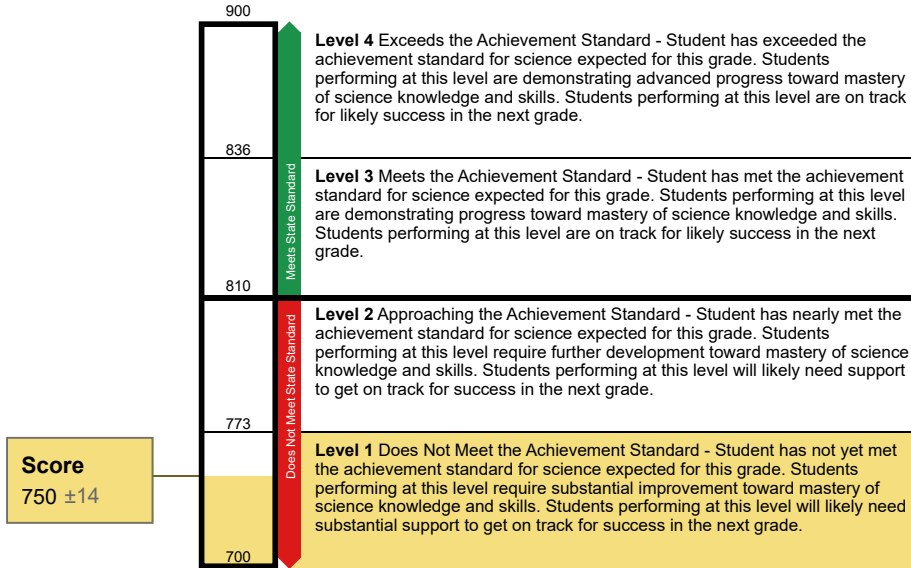 900
Level 4 Exceeds the Achievement Standard - Student has exceeded the
achievement standard for science expected for this grade. Students
performing at this level are demonstrating advanced progress toward mastery
of science knowledge and skills. Students performing at this level are on track
for likely success in the next grade.
836
Level 3 Meets the Achievement Standard - Student has met the achievement
standard for science expected for this grade. Students performing at this level
are demonstrating progress toward mastery of science knowledge and skills.
Students performing at this level are on track for likely success in the next
grade.
Meets State Standard
810
Level 2 Approaching the Achievement Standard - Student has nearly met the
achievement standard for science expected for this grade. Students
performing at this level require further development toward mastery of science
knowledge and skills. Students performing at this level will likely need support
to get on track for success in the next grade.
Does Not Meet State Standard
773
Level 1 Does Not Meet the Achievement Standard - Student has not yet met
the achievement standard for science expected for this grade. Students
performing at this level require substantial improvement toward mastery of
science knowledge and skills. Students performing at this level will likely need
substantial support to get on track for success in the next grade.
Score
750 ±14
700